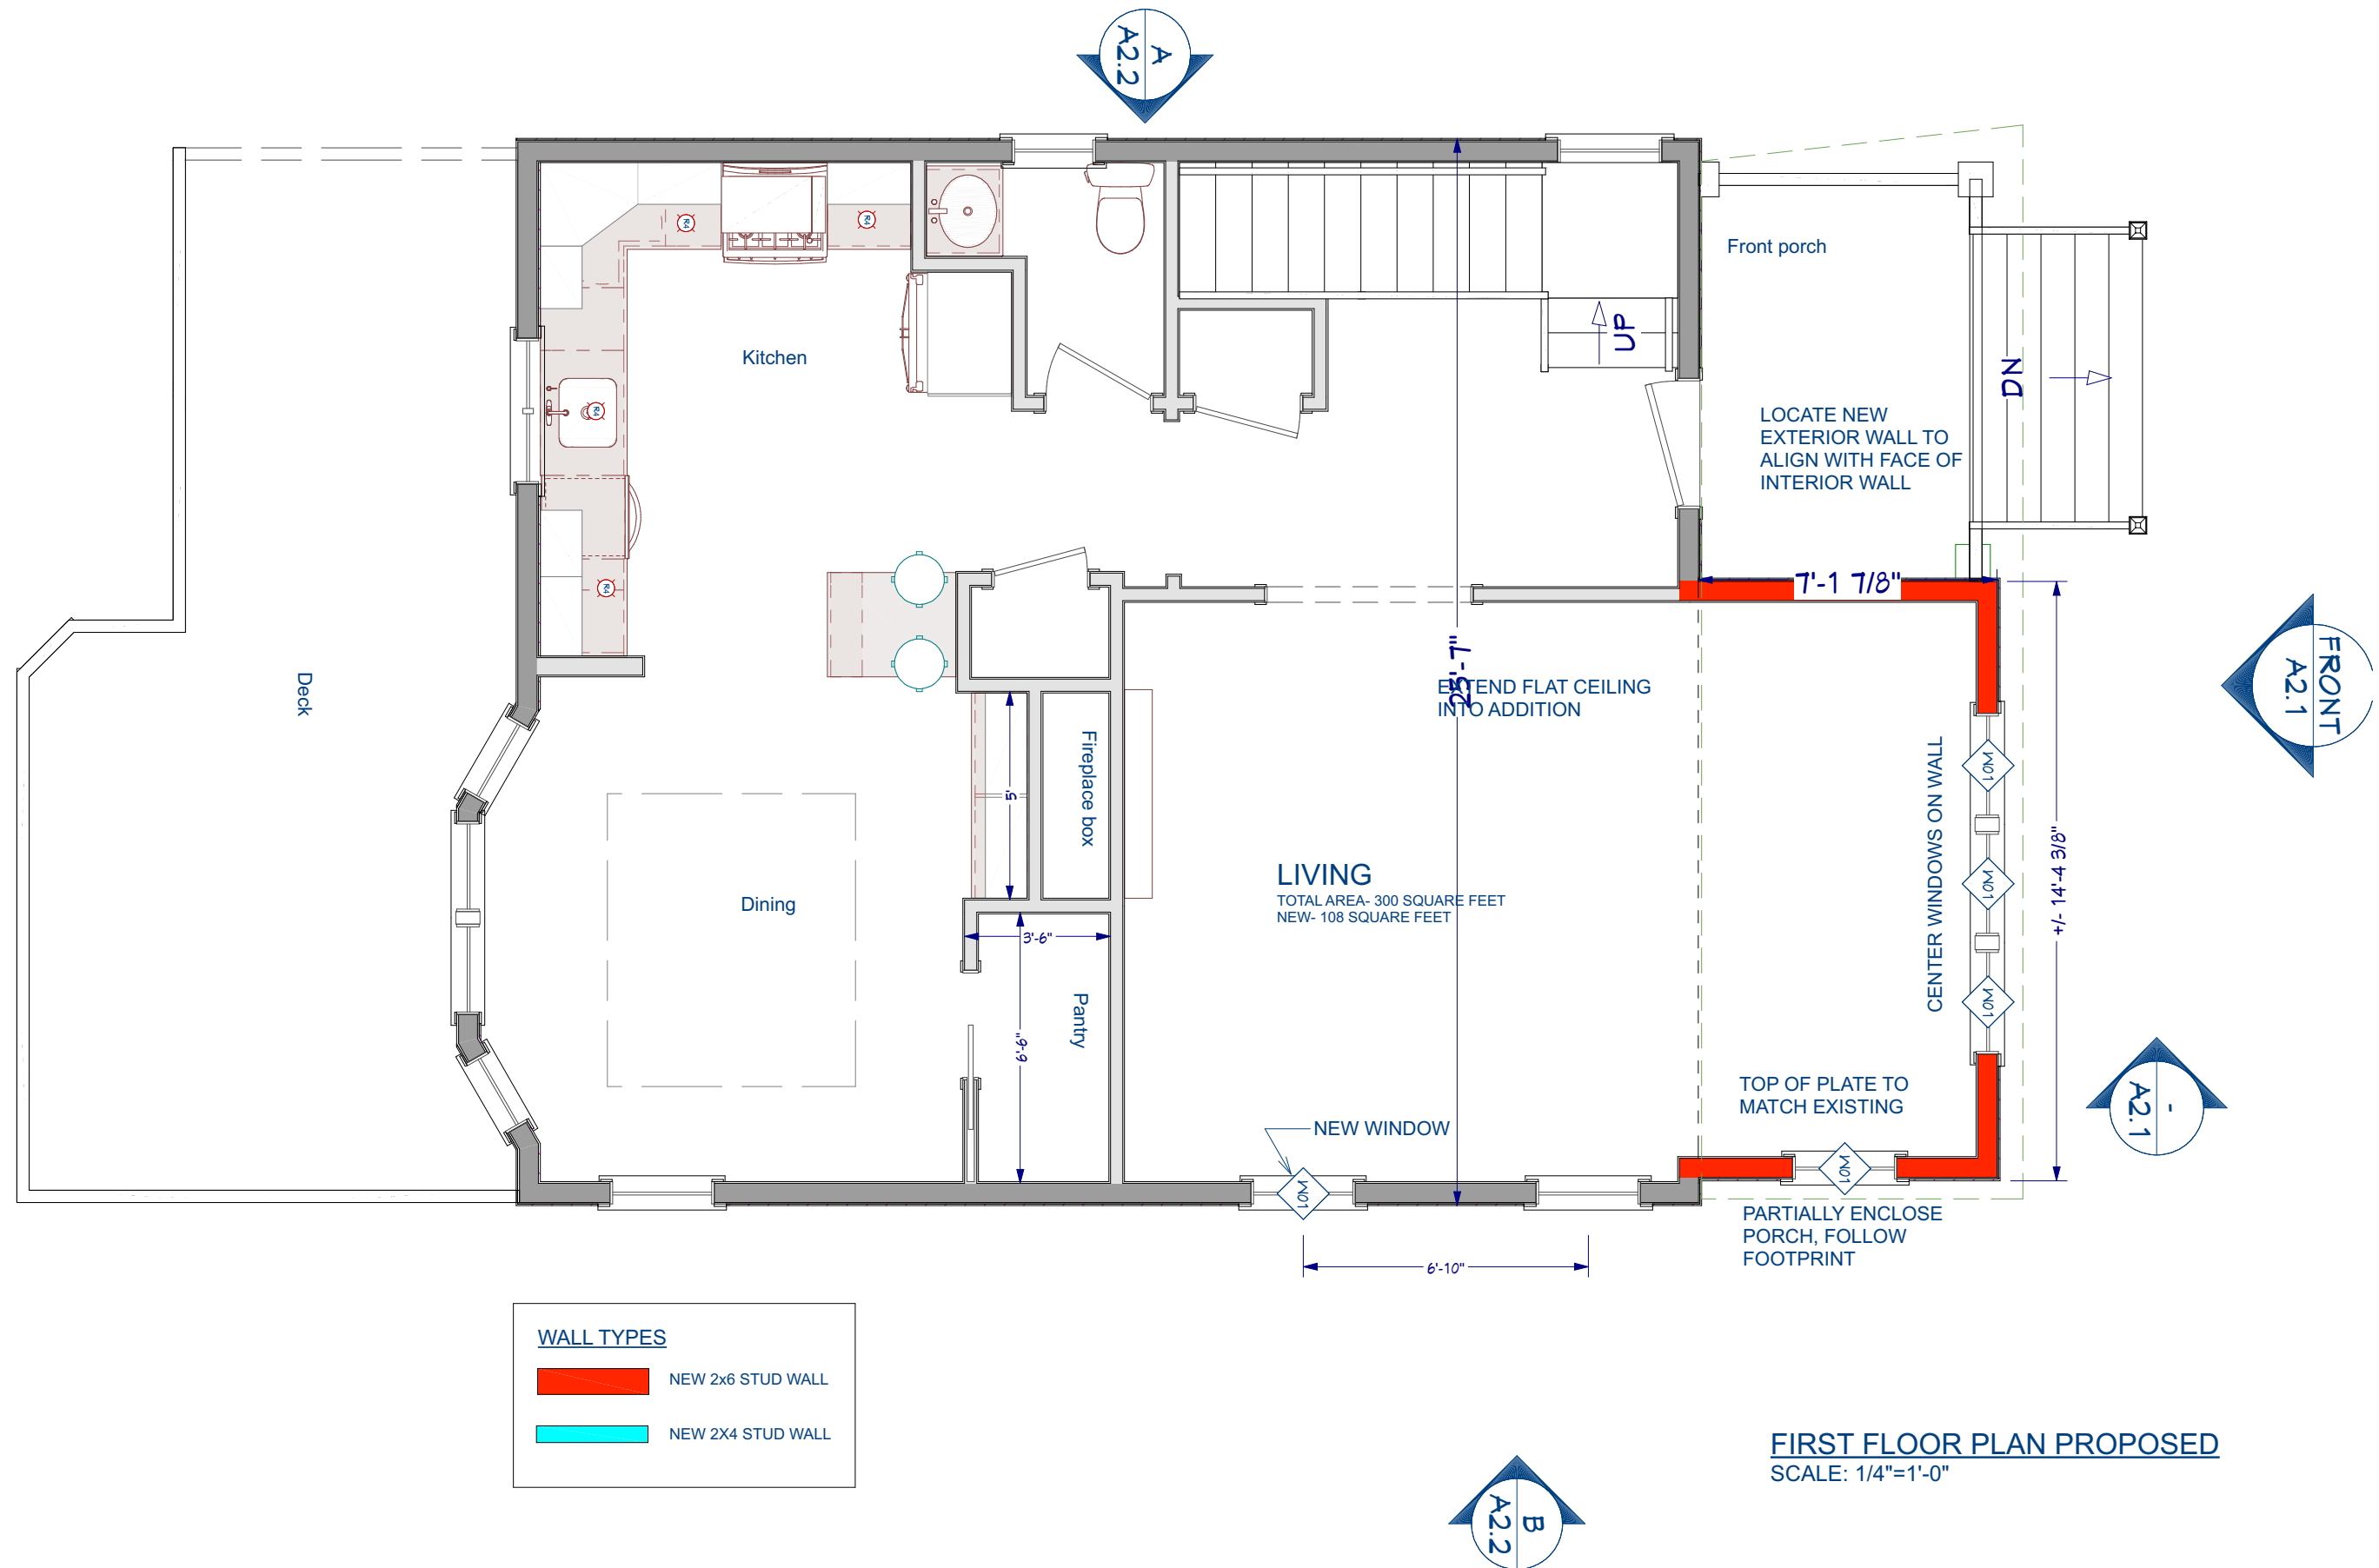 A
A2.2
R4
R4
Front porch
Kitchen
UP
DN
R4
LOCATE NEW
EXTERIOR WALL TO
ALIGN WITH FACE OF
INTERIOR WALL
R4
7'-1 7/8"
25'-7"
EXTEND FLAT CEILING
INTO ADDITION
FRONT
A2.1
Deck
Fireplace box
5'
W01
CENTER WINDOWS ON WALL
+/- 14'-4 3/8"
LIVING
TOTAL AREA- 300 SQUARE FEET
NEW- 108 SQUARE FEET
W01
Dining
3'-6"
W01
Pantry
6'-6"
TOP OF PLATE TO
MATCH EXISTING
-
A2.1
NEW WINDOW
W01
W01
PARTIALLY ENCLOSE
PORCH, FOLLOW
FOOTPRINT
6'-10"
WALL TYPES
NEW 2x6 STUD WALL
NEW 2X4 STUD WALL
FIRST FLOOR PLAN PROPOSED
SCALE: 1/4"=1'-0"
B
A2.2